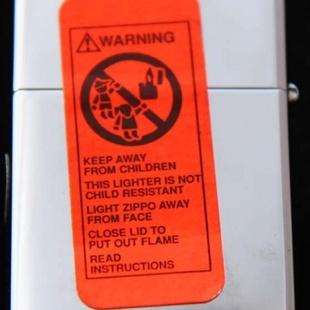 WARNING
KEEP AWAY
FROM CHILDREN
THIS LIGHTER IS NOT
CHILD RESISTANT
LIGHT ZIPPO AWAY
FROM FACE
CLOSE LID TO
PUT OUT FLAME
READ
INSTRUCTIONS